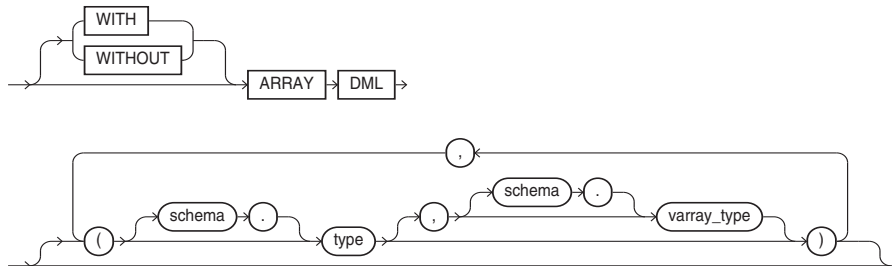 WITH
WITHOUT
ARRAY DML
,
schema .
schema . ,
( type varray_type )